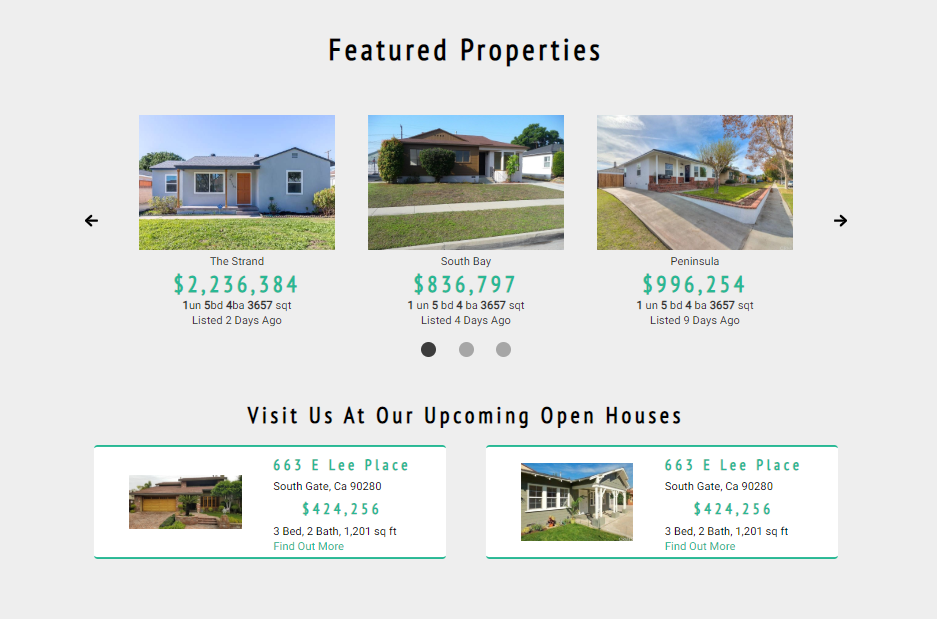 Featured Properties
The Strand
$2,236,384
1un 5bd 4ba 3657 sqt
Listed 2 Days Ago
South Bay
$836,797
1 un 5 bd 4 ba 3657 sqt
Listed 4 Days Ago
Peninsula
$996,254
1 un 5 bd 4 ba 3657 sqt
Listed 9 Days Ago
Visit Us At Our Upcoming Open Houses
663 E Lee Place
South Gate, Ca 90280
$424,256
3 Bed, 2 Bath, 1,201 sq ft
Find Out More
663 E Lee Place
South Gate, Ca 90280
$424,256
3 Bed, 2 Bath, 1,201 sq ft
Find Out More